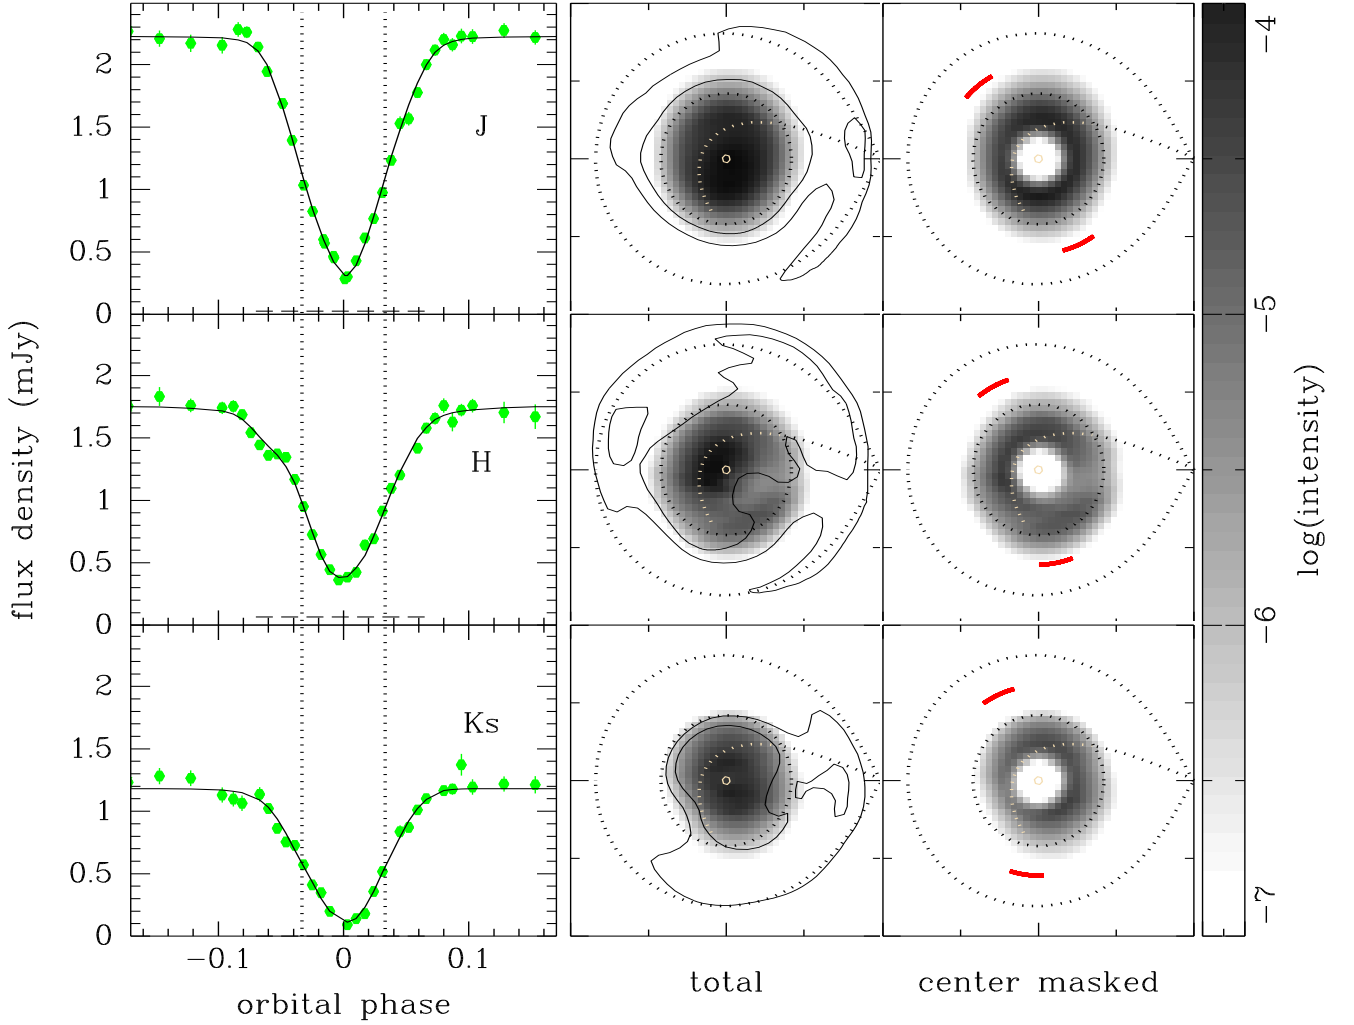 flux density (mJy)
2
1.5
1
0.5
0
J
2
1.5
1
0.5
0
H
2
1.5
1
0.5
0
Ks
−0.1 0 0.1
orbital phase
total
center masked
−4
−5
−6
−7
log(intensity)